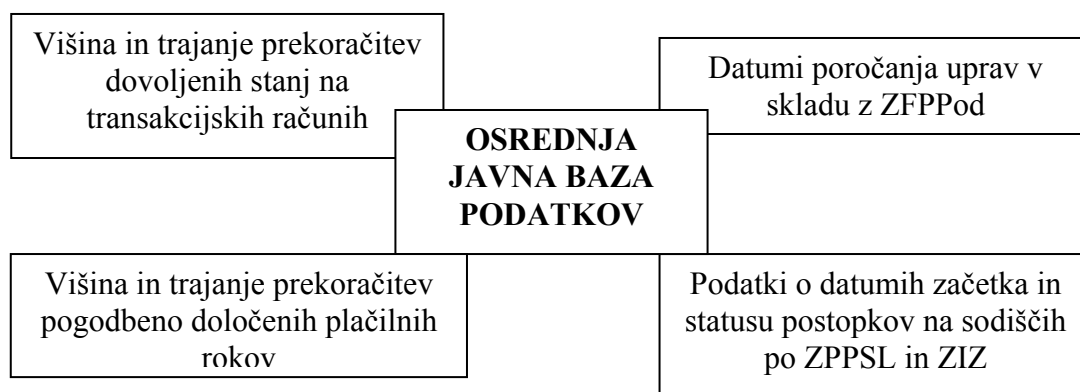 Višina in trajanje prekoračitev
dovoljenih stanj na
transakcijskih računih
Datumi poročanja uprav v
skladu z ZFPPod
OSREDNJA
JAVNA BAZA
PODATKOV
Višina in trajanje prekoračitev
pogodbeno določenih plačilnih
rokov
Podatki o datumih začetka in
statusu postopkov na sodiščih
po ZPPSL in ZIZ